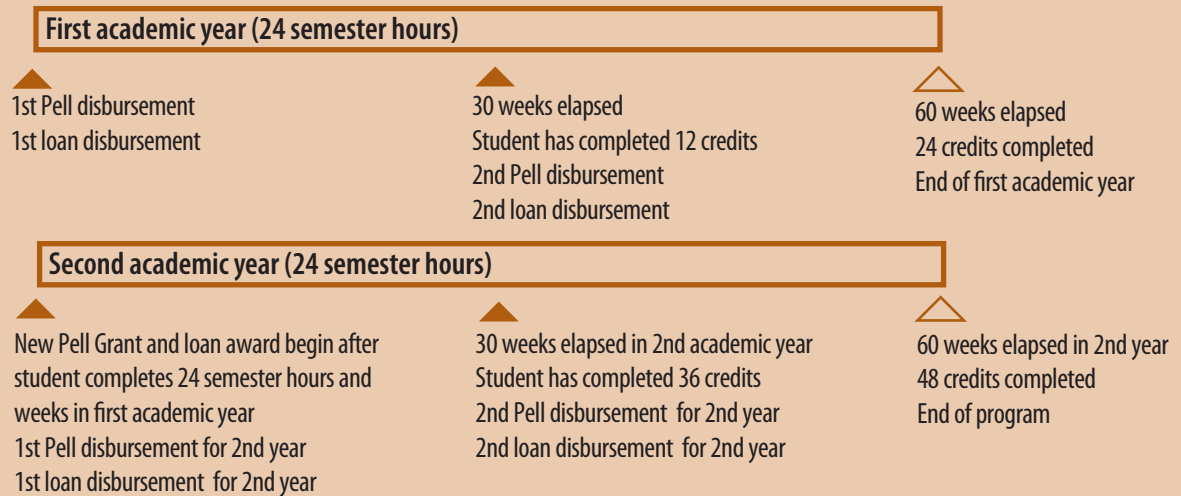 First academic year (24 semester hours)
1st Pell disbursement
1st loan disbursement
30 weeks elapsed
Student has completed 12 credits
2nd Pell disbursement
2nd loan disbursement
60 weeks elapsed
24 credits completed
End of first academic year
Second academic year (24 semester hours)
New Pell Grant and loan award begin after
student completes 24 semester hours and
weeks in first academic year
1st Pell disbursement for 2nd year
1st loan disbursement for 2nd year
30 weeks elapsed in 2nd academic year
Student has completed 36 credits
2nd Pell disbursement for 2nd year
2nd loan disbursement for 2nd year
60 weeks elapsed in 2nd year
48 credits completed
End of program